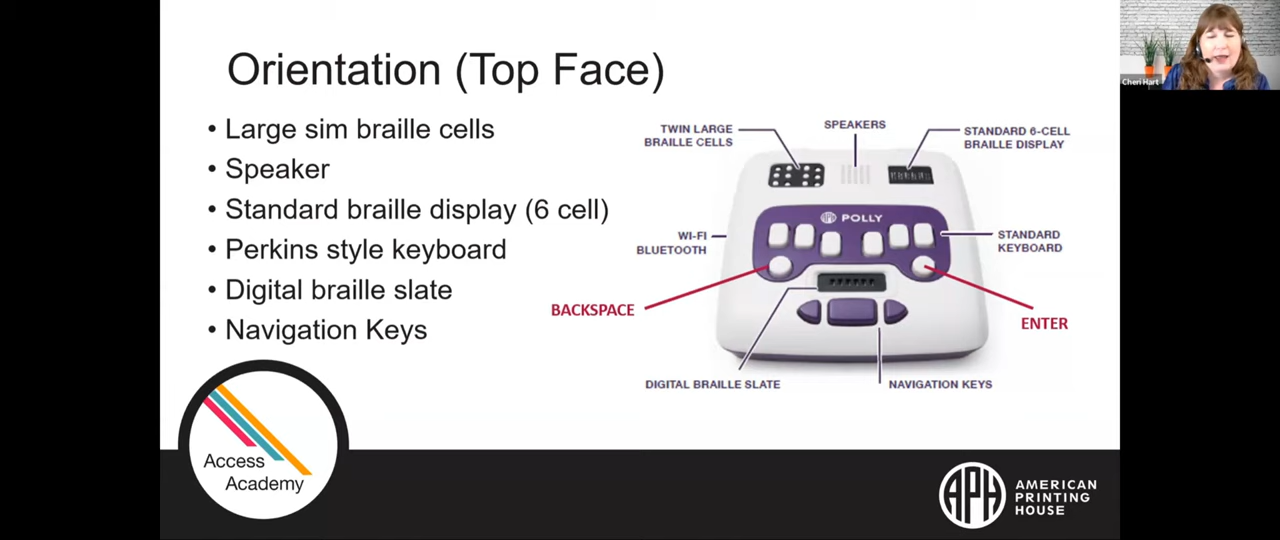 Orientation (Top Face)
• Large sim braille cells
• Speaker
• Standard braille display (6 cell)
• Perkins style keyboard
• Digital braille slate
• Navigation Keys
TWIN LARGE
BRAILLE CELLS
SPEAKERS
STANDARD 6-CELL
BRAILLE DISPLAY
APH POLLY
WI-FI
BLUETOOTH
STANDARD
KEYBOARD
BACKSPACE
ENTER
DIGITAL BRAILLE SLATE
NAVIGATION KEYS
Access
Academy
APH
AMERICAN
PRINTING
HOUSE
Cheri Hart